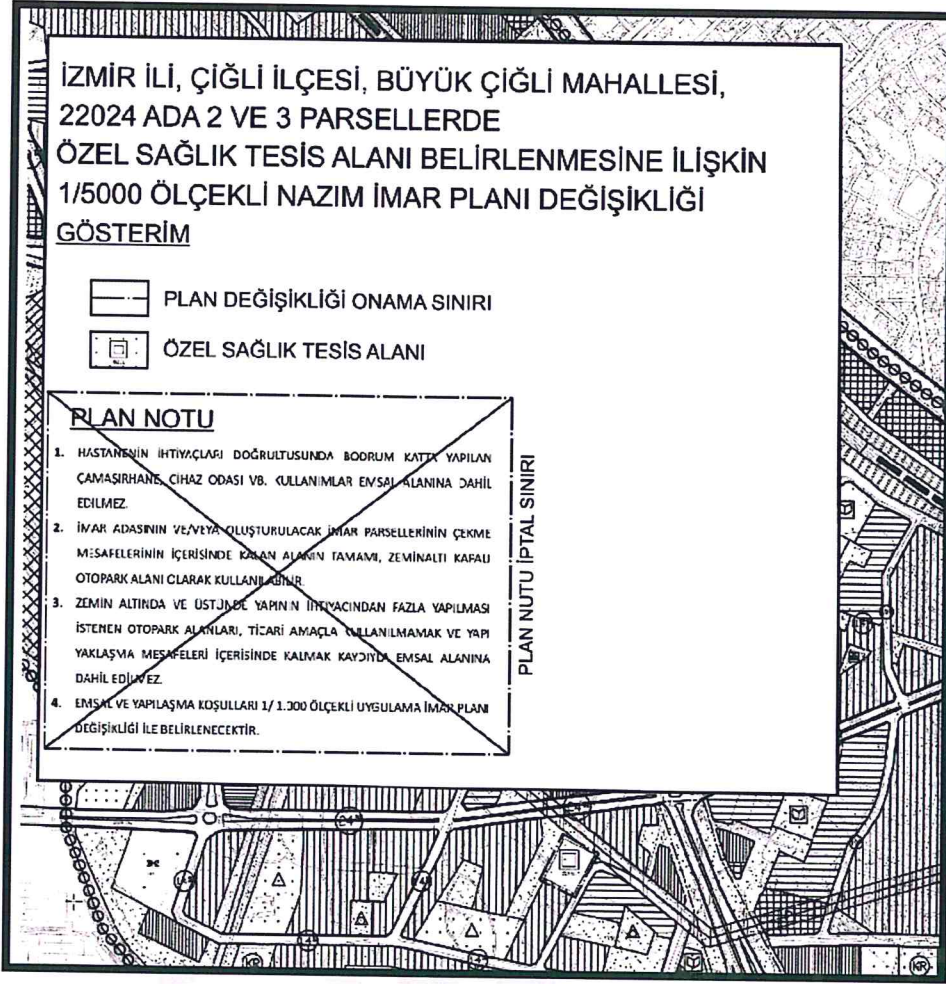 İZMİR İLİ, ÇİĞLİ İLÇESİ, BÜYÜK ÇİĞLİ MAHALLESİ,
22024 ADA 2 VE 3 PARSELLERDE
ÖZEL SAĞLIK TESİS ALANI BELİRLENMESİNE İLİŞKİN
1/5000 ÖLÇEKLİ NAZIM İMAR PLANI DEĞİŞİKLİĞİ
GÖSTERİM
PLAN DEĞİŞİKLİĞİ ONAMA SINIRI
ÖZEL SAĞLIK TESİS ALANI
PLAN NOTU
1. HASTANENİN İHTİYAÇLARI DOĞRULTUSUNDA BODRUM KATTA YAPILAN
ÇAMAŞIRHANE, CİHAZ ODASI VB. KULLANIMLAR EMSAL ALANINA DAHİL
EDİLMEZ.
2. İMAR ADASININ VE/VEYA OLUŞTURULACAK İMAR PARSELLERİNİN ÇEKME
MESAFELERİNİN İÇERİSİNDE KALAN ALANIN TAMAMI, ZEMİNALTI KAPALI
OTOPARK ALANI OLARAK KULLANILABİLİR.
3. ZEMİN ALTINDA VE ÜSTÜNDE YAPININ İHTİYACINDAN FAZLA YAPILMASI
İSTENEN OTOPARK ALANLARI, TİCARİ AMAÇLA KULLANILMAMAK VE YAPI
YAKLAŞMA MESAFELERİ İÇERİSİNDE KALMAK KAYDIYLA EMSAL ALANINA
DAHİL EDİLMEZ.
4. EMSAL VE YAPILAŞMA KOŞULLARI 1/ 1.000 ÖLÇEKLİ UYGULAMA İMAR PLANI
DEĞİŞİKLİĞİ İLE BELİRLENECEKTİR.
PLAN NUTU İPTAL SINIRI
24
14
KR
KR